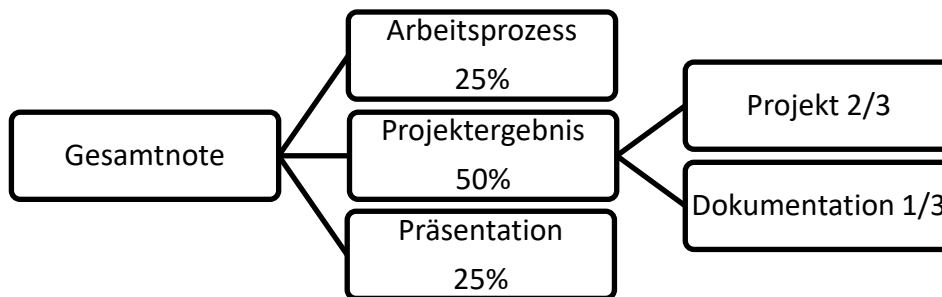 Gesamtnote
Arbeitsprozess
25%
Projektergebnis
50%
Präsentation
25%
Projekt 2/3
Dokumentation 1/3